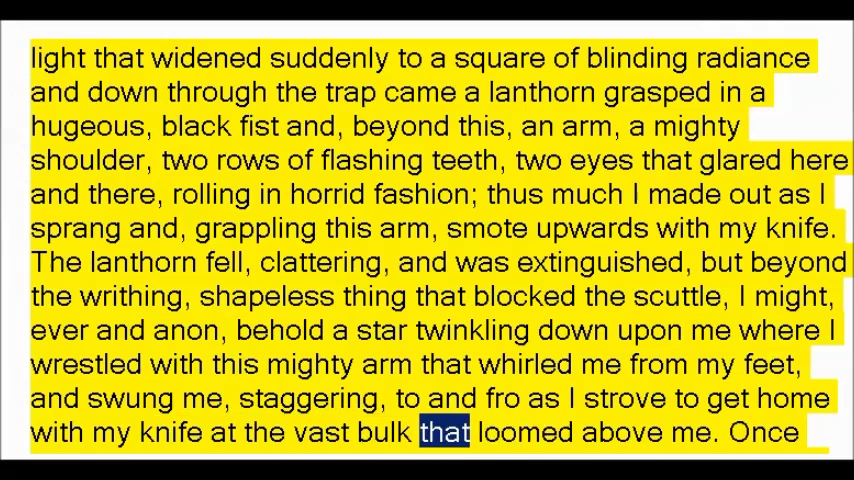 light that widened suddenly to a square of blinding radiance
and down through the trap came a lanthorn grasped in a
hugeous, black fist and, beyond this, an arm, a mighty
shoulder, two rows of flashing teeth, two eyes that glared here
and there, rolling in horrid fashion; thus much I made out as I
sprang and, grappling this arm, smote upwards with my knife.
The lanthorn fell, clattering, and was extinguished, but beyond
the writhing, shapeless thing that blocked the scuttle, I might,
ever and anon, behold a star twinkling down upon me where I
wrestled with this mighty arm that whirled me from my feet,
and swung me, staggering, to and fro as I strove to get home
with my knife at the vast bulk that loomed above me. Once